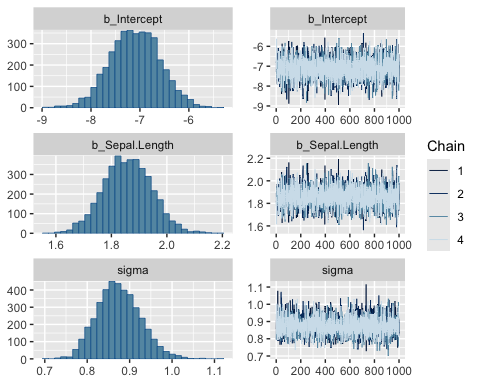 b_Intercept
300
200
100
0
-9 -8 -7 -6
b_Intercept
-6
-7
-8
-9
0 200 400 600 800 1000
b_Sepal.Length
300
200
100
0
1.6 1.8 2.0 2.2
b_Sepal.Length
2.2
2.0
1.8
1.6
0 200 400 600 800 1000
sigma
400
300
200
100
0
0.7 0.8 0.9 1.0 1.1
sigma
1.1
1.0
0.9
0.8
0.7
0 200 400 600 800 1000
Chain
1
2
3
4